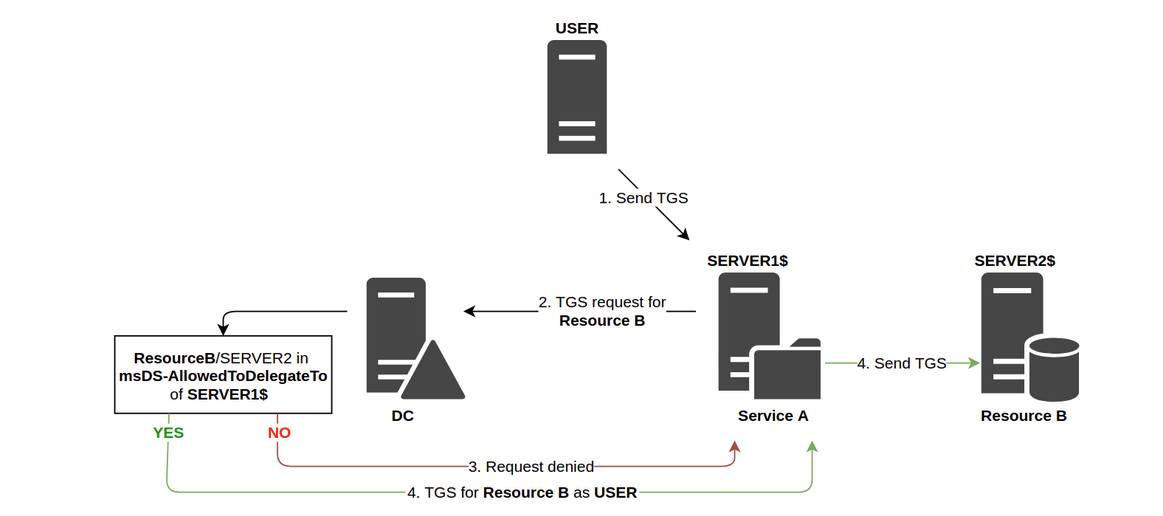 USER
1. Send TGS
SERVER1$
SERVER2$
2. TGS request for
Resource B
ResourceB/SERVER2 in
msDS-AllowedToDelegateTo
of SERVER1$
4. Send TGS
DC
Service A
Resource B
YES
NO
3. Request denied
4. TGS for Resource B as USER